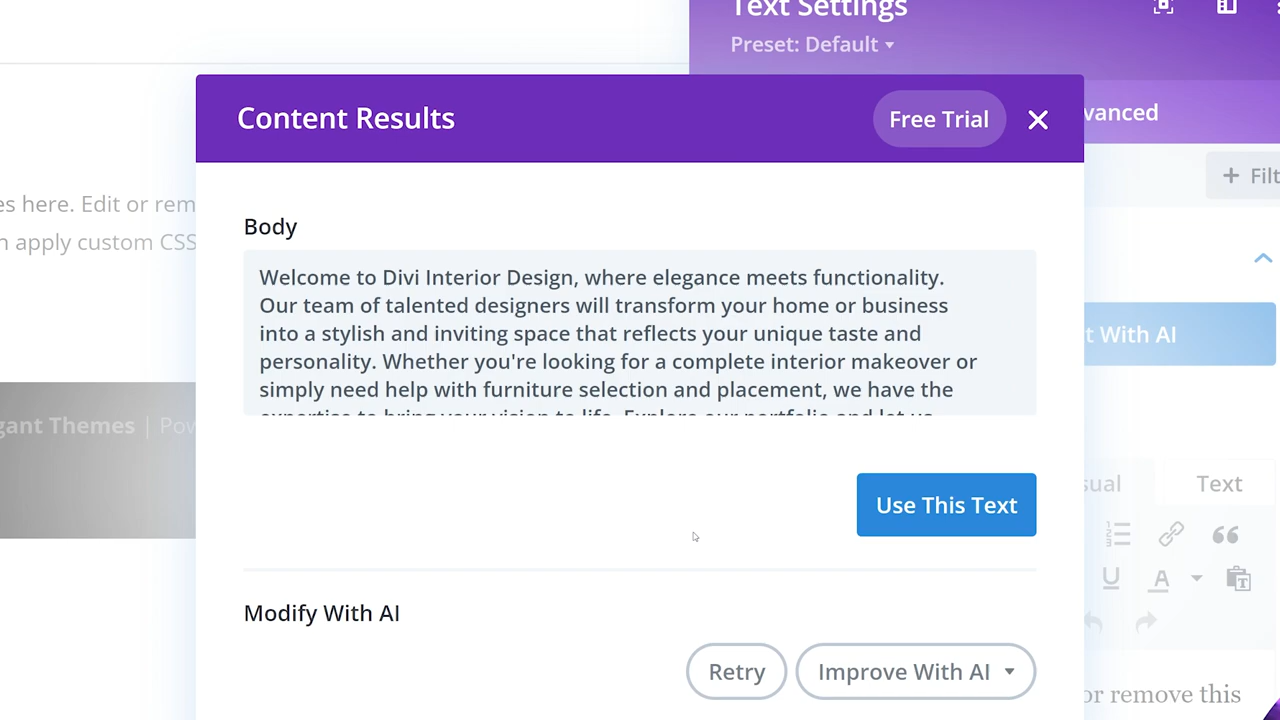 Text Settings
Preset: Default
Content Results
Free Trial
Body
Welcome to Divi Interior Design, where elegance meets functionality.
Our team of talented designers will transform your home or business
into a stylish and inviting space that reflects your unique taste and
personality. Whether you're looking for a complete interior makeover or
simply need help with furniture selection and placement, we have the
expertise to bring your vision to life. Explore our portfolio and let us
Use This Text
Modify With AI
Retry
Improve With AI
vanced
+ Filt
t With AI
sual
Text
or remove this
es here. Edit or rem
n apply custom CSS
gant Themes | Pow